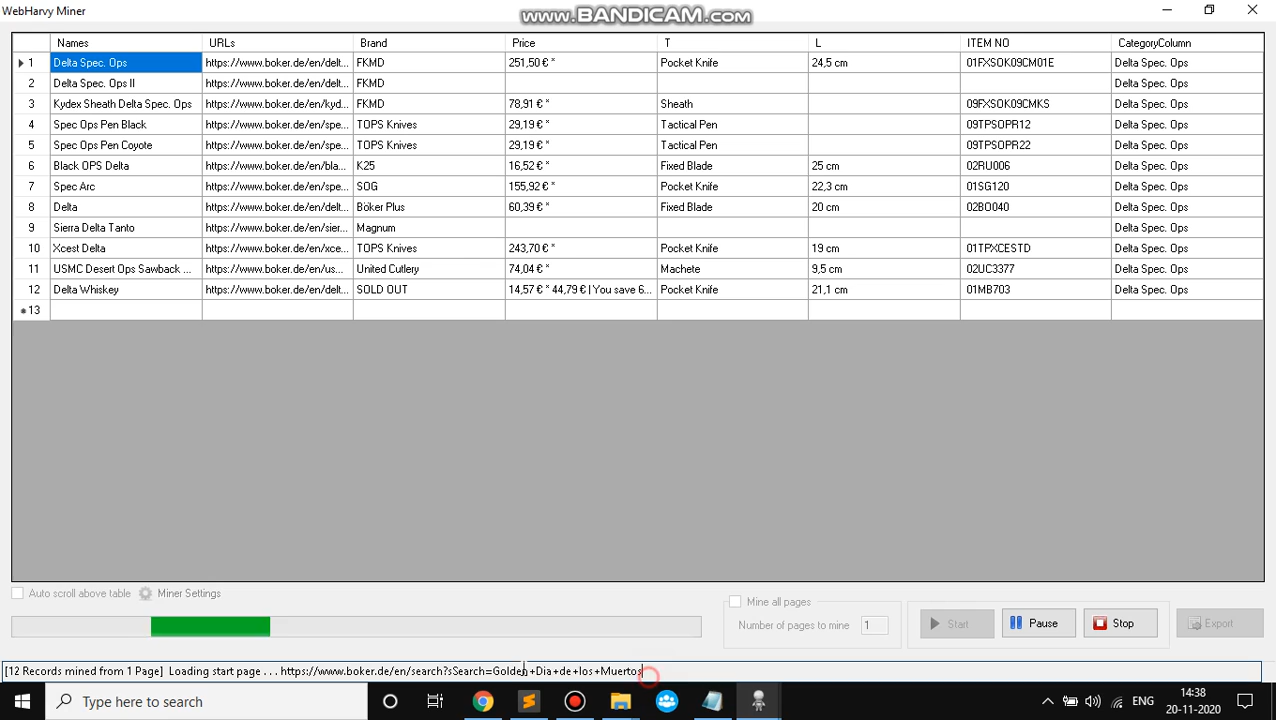 WebHarvy Miner
www.BANDICAM.com
Names URLs Brand Price T L ITEM NO CategoryColumn
1 Delta Spec. Ops https://www.boker.de/en/delt... FKMD 251,50 € * Pocket Knife 24,5 cm 01FXSOK09CM01E Delta Spec. Ops
2 Delta Spec. Ops II https://www.boker.de/en/delt... FKMD Delta Spec. Ops
3 Kydex Sheath Delta Spec. Ops https://www.boker.de/en/kyd... FKMD 78,91 € * Sheath 09FXSOK09CMKS Delta Spec. Ops
4 Spec Ops Pen Black https://www.boker.de/en/spe... TOPS Knives 29,19 € * Tactical Pen 09TPSOPR12 Delta Spec. Ops
5 Spec Ops Pen Coyote https://www.boker.de/en/spe... TOPS Knives 29,19 € * Tactical Pen 09TPSOPR22 Delta Spec. Ops
6 Black OPS Delta https://www.boker.de/en/bla... K25 16,52 € * Fixed Blade 25 cm 02RU006 Delta Spec. Ops
7 Spec Arc https://www.boker.de/en/spe... SOG 155,92 € * Pocket Knife 22,3 cm 01SG120 Delta Spec. Ops
8 Delta https://www.boker.de/en/delt... Böker Plus 60,39 € * Fixed Blade 20 cm 02BO040 Delta Spec. Ops
9 Sierra Delta Tanto https://www.boker.de/en/sier... Magnum Delta Spec. Ops
10 Xcest Delta https://www.boker.de/en/xce... TOPS Knives 243,70 € * Pocket Knife 19 cm 01TPXCESTD Delta Spec. Ops
11 USMC Desert Ops Sawback ... https://www.boker.de/en/us... United Cutlery 74,04 € * Machete 9,5 cm 02UC3377 Delta Spec. Ops
12 Delta Whiskey https://www.boker.de/en/delt... SOLD OUT 14,57 € * 44,79 € | You save 6... Pocket Knife 21,1 cm 01MB703 Delta Spec. Ops
* 13
Auto scroll above table Miner Settings
Mine all pages
Number of pages to mine 1
Start Pause Stop Export
[12 Records mined from 1 Page] Loading start page . . . https://www.boker.de/en/search?sSearch=Golden+Dia+de+los+Muertos
Type here to search
ENG
14:38
20-11-2020